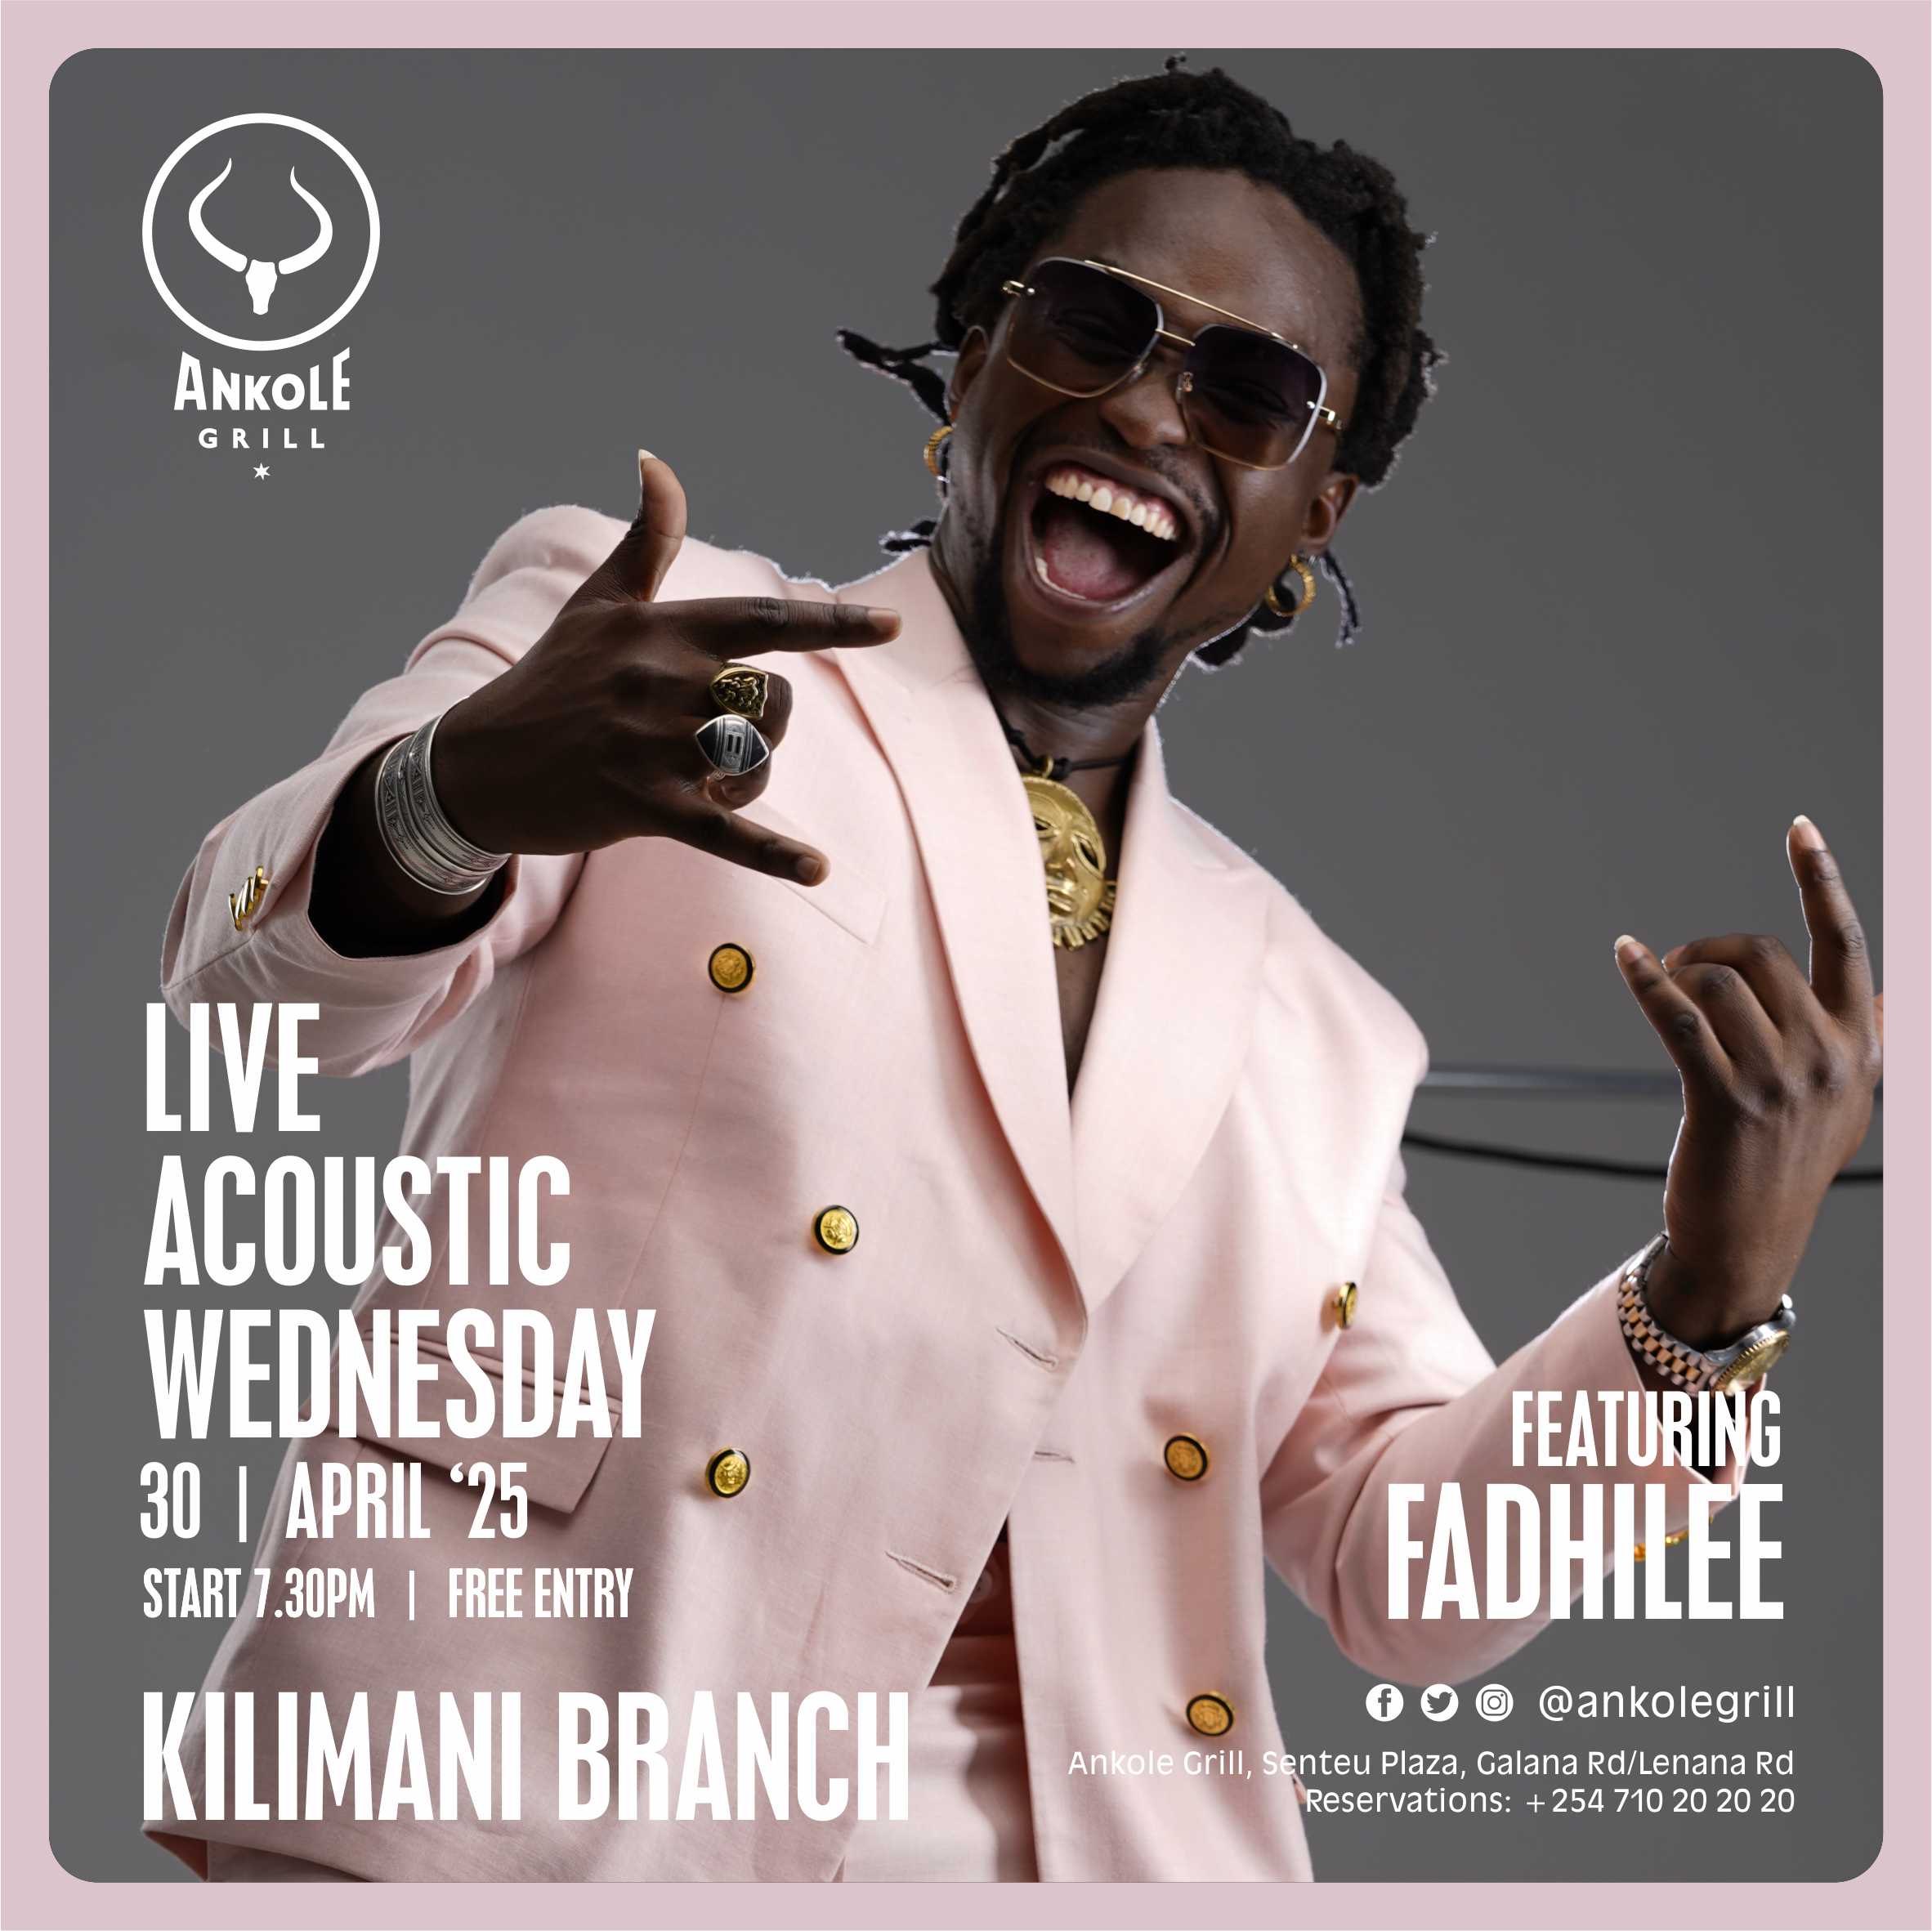 ANKOLE
GRILL
LIVE
ACOUSTIC
WEDNESDAY
30 | APRIL ‘25
START 7.30PM | FREE ENTRY
KILIMANI BRANCH
FEATURING
FADHILEE
@ankolegrill
Ankole Grill, Senteu Plaza, Galana Rd/Lenana Rd
Reservations: +254 710 20 20 20